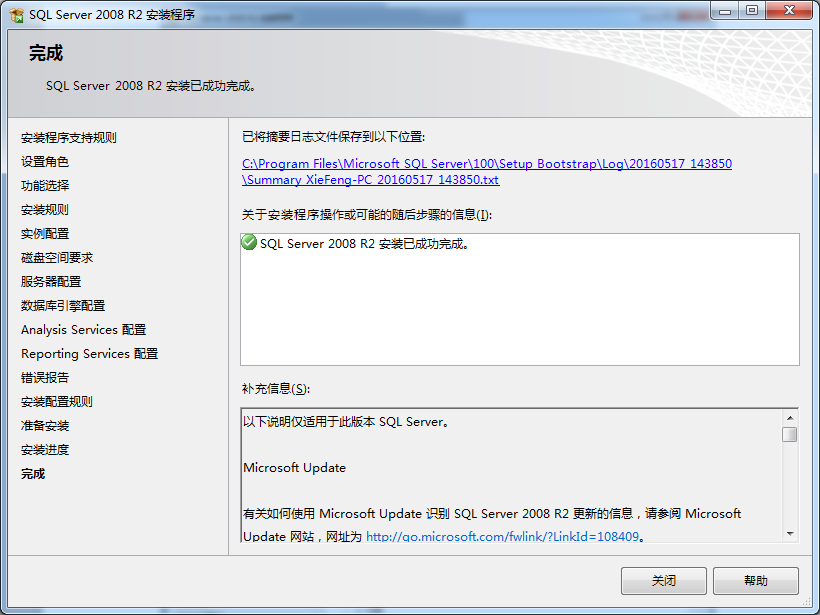 SQL Server 2008 R2 安装程序
完成
SQL Server 2008 R2 安装已成功完成。
安装程序支持规则
设置角色
功能选择
安装规则
实例配置
磁盘空间要求
服务器配置
数据库引擎配置
Analysis Services 配置
Reporting Services 配置
错误报告
安装配置规则
准备安装
安装进度
完成
已将摘要日志文件保存到以下位置:
C:\Program Files\Microsoft SQL Server\100\Setup Bootstrap\Log\20160517_143850
\Summary_XieFeng-PC_20160517_143850.txt
关于安装程序操作或可能的随后步骤的信息(I):
SQL Server 2008 R2 安装已成功完成。
补充信息(S):
以下说明仅适用于此版本 SQL Server。
Microsoft Update
有关如何使用 Microsoft Update 识别 SQL Server 2008 R2 更新的信息，请参阅 Microsoft
Update 网站，网址为 http://go.microsoft.com/fwlink/?LinkId=108409。
关闭
帮助